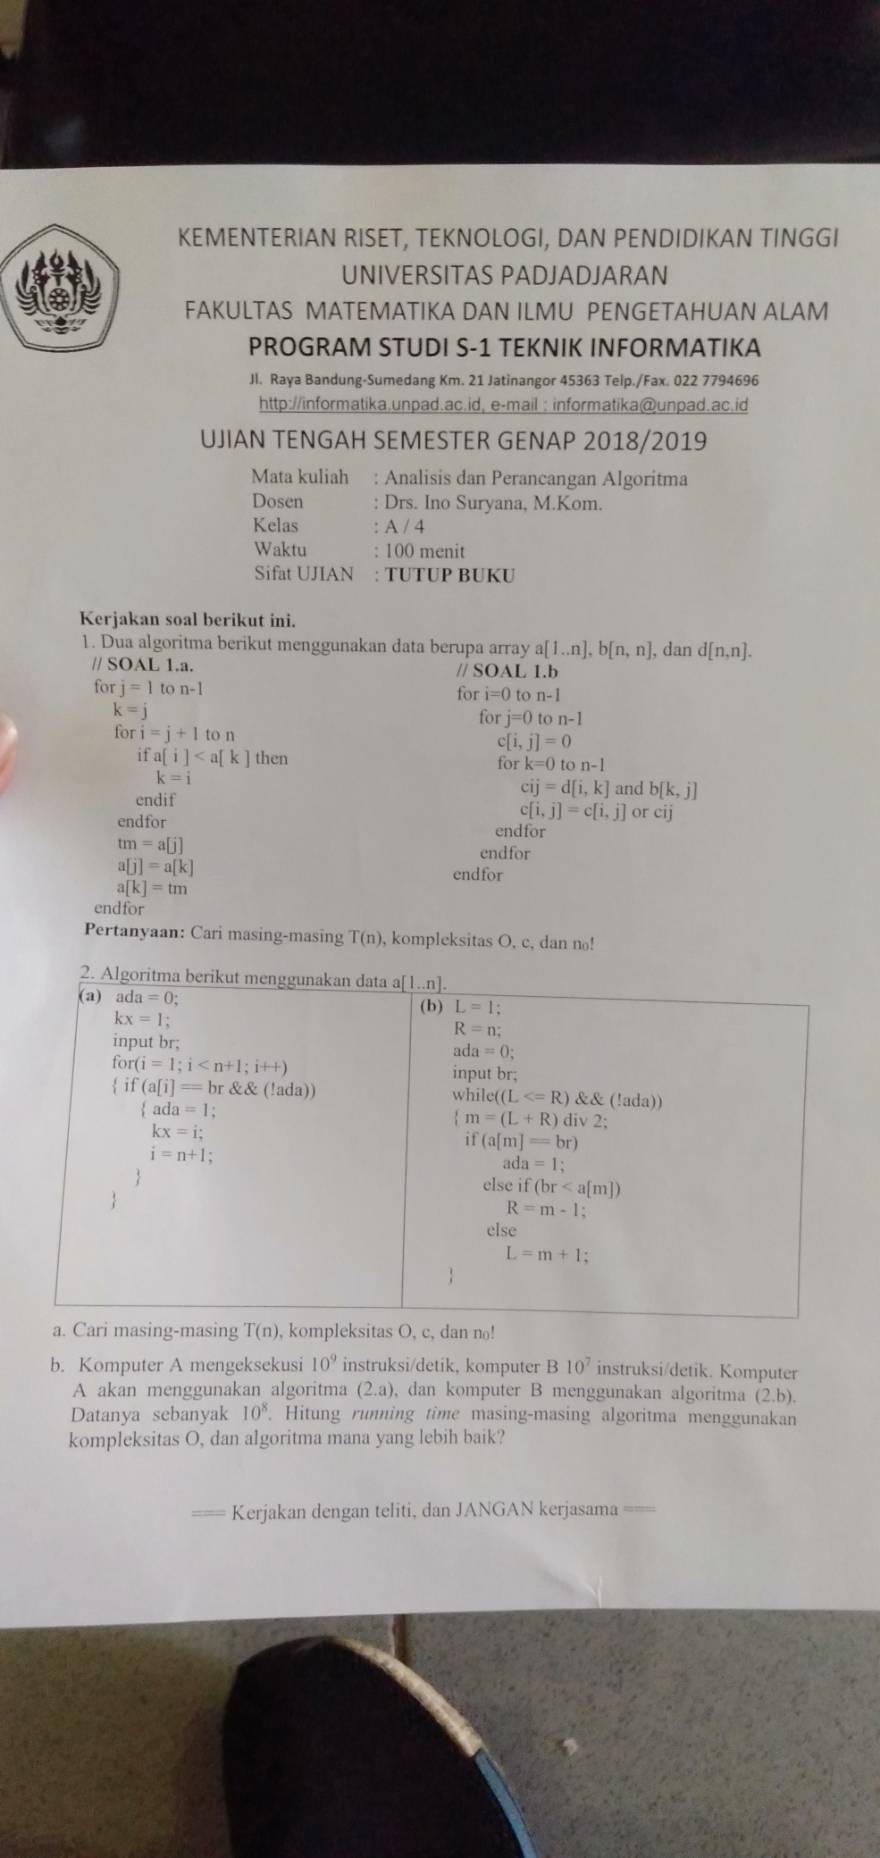 KEMENTERIAN RISET, TEKNOLOGI, DAN PENDIDIKAN TINGGI
UNIVERSITAS PADJADJARAN
FAKULTAS MATEMATIKA DAN ILMU PENGETAHUAN ALAM
PROGRAM STUDI S-1 TEKNIK INFORMATIKA
Jl. Raya Bandung-Sumedang Km. 21 Jatinangor 45363 Telp./Fax. 022 7794696
http://informatika.unpad.ac.id, e-mail : informatika@unpad.ac.id
UJIAN TENGAH SEMESTER GENAP 2018/2019
Mata kuliah : Analisis dan Perancangan Algoritma
Dosen : Drs. Ino Suryana, M.Kom.
Kelas : A / 4
Waktu : 100 menit
Sifat UJIAN : TUTUP BUKU
Kerjakan soal berikut ini.
1. Dua algoritma berikut menggunakan data berupa array a[1..n], b[n, n], dan d[n,n].
// SOAL 1.a.
for j = 1 to n-1
k = j
for i = j + 1 to n
if a[ i ] < a[ k ] then
k = i
endif
endfor
tm = a[j]
a[j] = a[k]
a[k] = tm
endfor
// SOAL 1.b
for i=0 to n-1
for j=0 to n-1
c[i, j] = 0
for k=0 to n-1
cij = d[i, k] and b[k, j]
c[i, j] = c[i, j] or cij
endfor
endfor
endfor
Pertanyaan: Cari masing-masing T(n), kompleksitas O, c, dan n₀!
2. Algoritma berikut menggunakan data a[1..n].
(a) ada = 0;
kx = 1;
input br;
for(i = 1; i < n+1; i++)
{ if (a[i] == br && (!ada))
{ ada = 1;
kx = i;
i = n+1;
}
}
(b) L = 1;
R = n;
ada = 0;
input br;
while((L <= R) && (!ada))
{ m = (L + R) div 2;
if (a[m] == br)
ada = 1;
else if (br < a[m])
R = m - 1;
else
L = m + 1;
}
a. Cari masing-masing T(n), kompleksitas O, c, dan n₀!
b. Komputer A mengeksekusi 10⁹ instruksi/detik, komputer B 10⁷ instruksi/detik. Komputer
A akan menggunakan algoritma (2.a), dan komputer B menggunakan algoritma (2.b).
Datanya sebanyak 10⁸. Hitung running time masing-masing algoritma menggunakan
kompleksitas O, dan algoritma mana yang lebih baik?
=== Kerjakan dengan teliti, dan JANGAN kerjasama ===